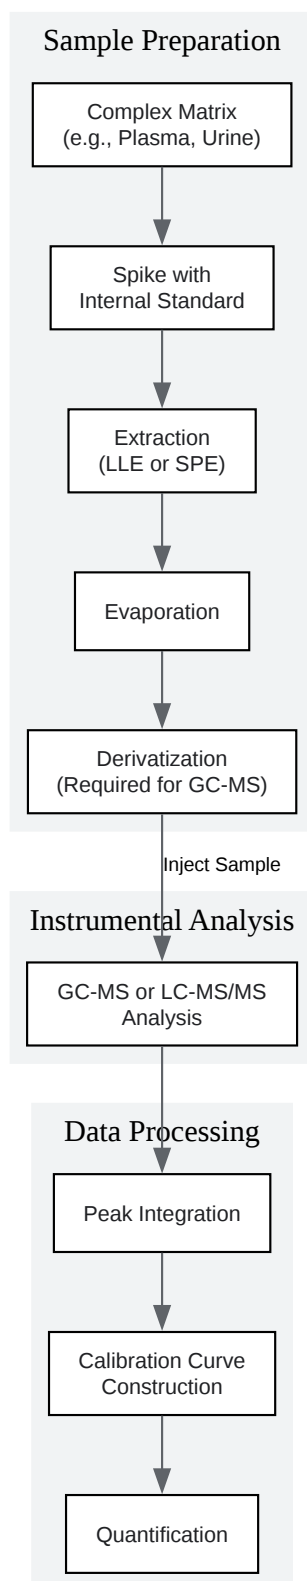 Sample Preparation
Complex Matrix
(e.g., Plasma, Urine)
Spike with
Internal Standard
Extraction
(LLE or SPE)
Evaporation
Derivatization
(Required for GC-MS)
Inject Sample
Instrumental Analysis
GC-MS or LC-MS/MS
Analysis
Data Processing
Peak Integration
Calibration Curve
Construction
Quantification